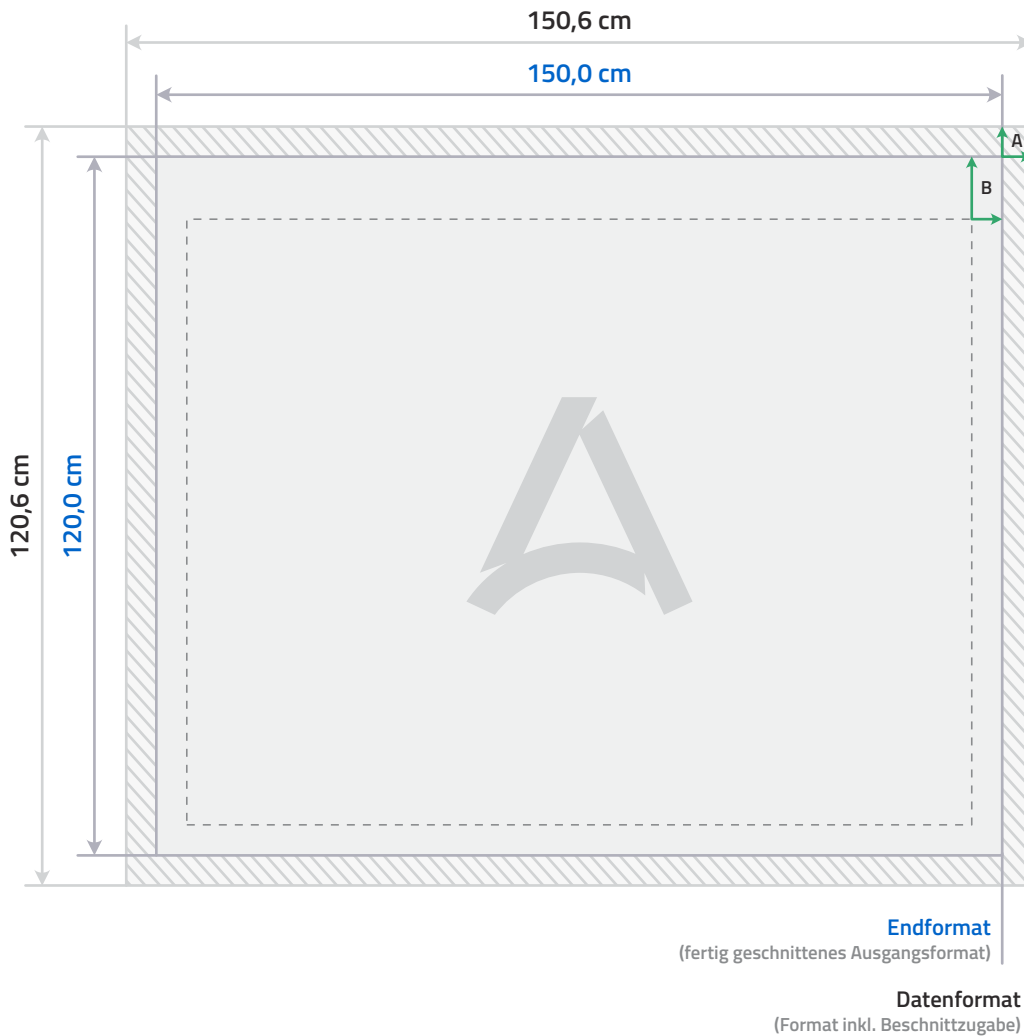 150,6 cm
150,0 cm
A
B
120,6 cm
120,0 cm
Endformat
(fertig geschnittenes Ausgangsformat)
Datenformat
(Format inkl. Beschnittzugabe)